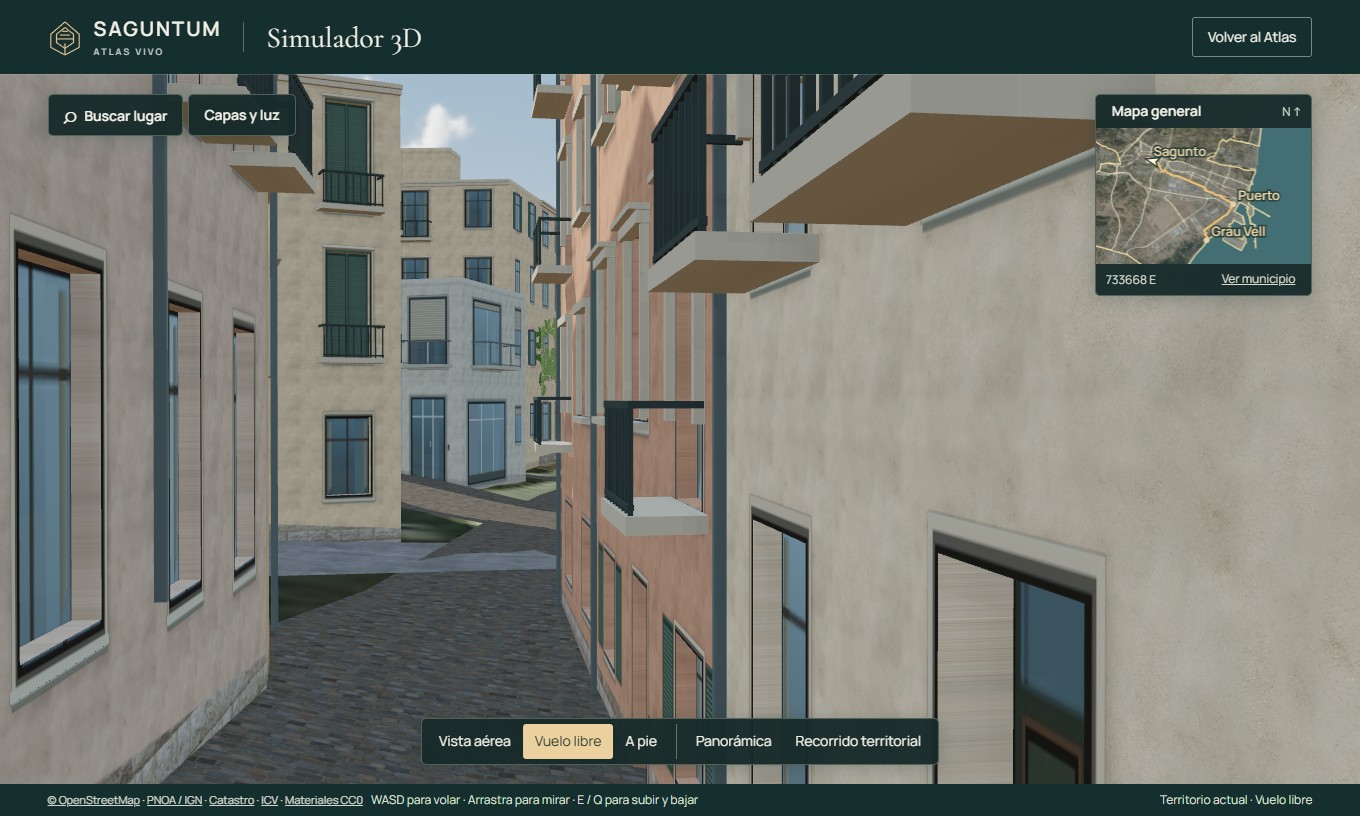 SAGUNTUM
ATLAS VIVO
Simulador 3D
Volver al Atlas
Buscar lugar
Capas y luz
Mapa general
N ↑
Sagunto
Puerto
Grau Vell
733668 E
Ver municipio
Vista aérea
Vuelo libre
A pie
Panorámica
Recorrido territorial
© OpenStreetMap · PNOA / IGN · Catastro · ICV · Materiales CC0 WASD para volar · Arrastra para mirar · E / Q para subir y bajar
Territorio actual · Vuelo libre